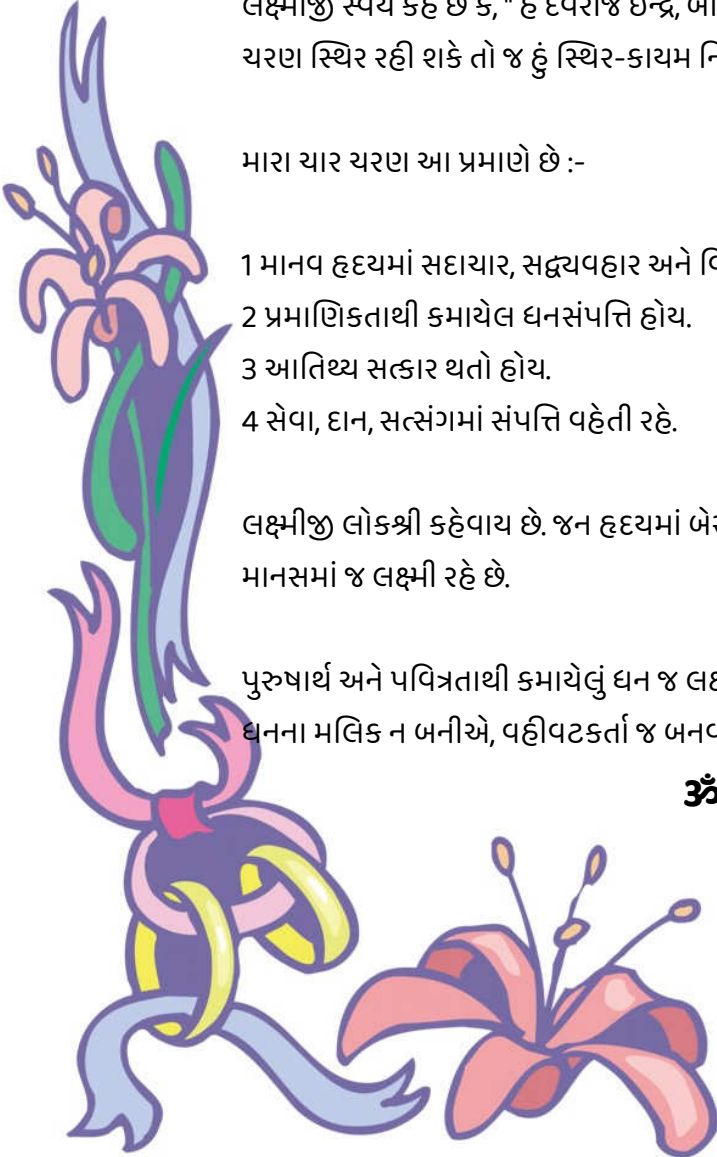 લક્ષ્મીજી સ્વયં કહે છે કે, " હે દેવરાજ ઇન્દ્ર,
ચરણ સ્થિર રહી શકે તો જ હું સ્થિર-કાયમ
મારા ચાર ચરણ આ પ્રમાણે છે :-
1 માનવ હૃદયમાં સદાચાર, સદ્વ્યવહાર અને
2 પ્રમાણિકતાથી કમાયેલ ધનસંપત્તિ હોય.
3 આતિથ્ય સત્કાર થતો હોય.
4 સેવા, દાન, સત્સંગમાં સંપત્તિ વહેતી રહે.
લક્ષ્મીજી લોકશ્રી કહેવાય છે. જન હૃદયમાં
માનસમાં જ લક્ષ્મી રહે છે.
પુરુષાર્થ અને પવિત્રતાથી કમાયેલું ધન જ
ધનના મલિક ન બનીએ, વહીવટકર્તા જ
ૐ